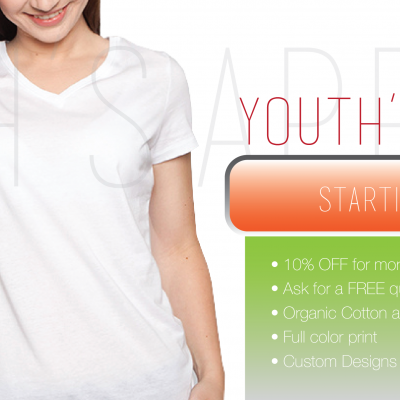 YOUTH'
STARTI
• 10% OFF for mor
• Ask for a FREE q
• Organic Cotton a
• Full color print
• Custom Designs